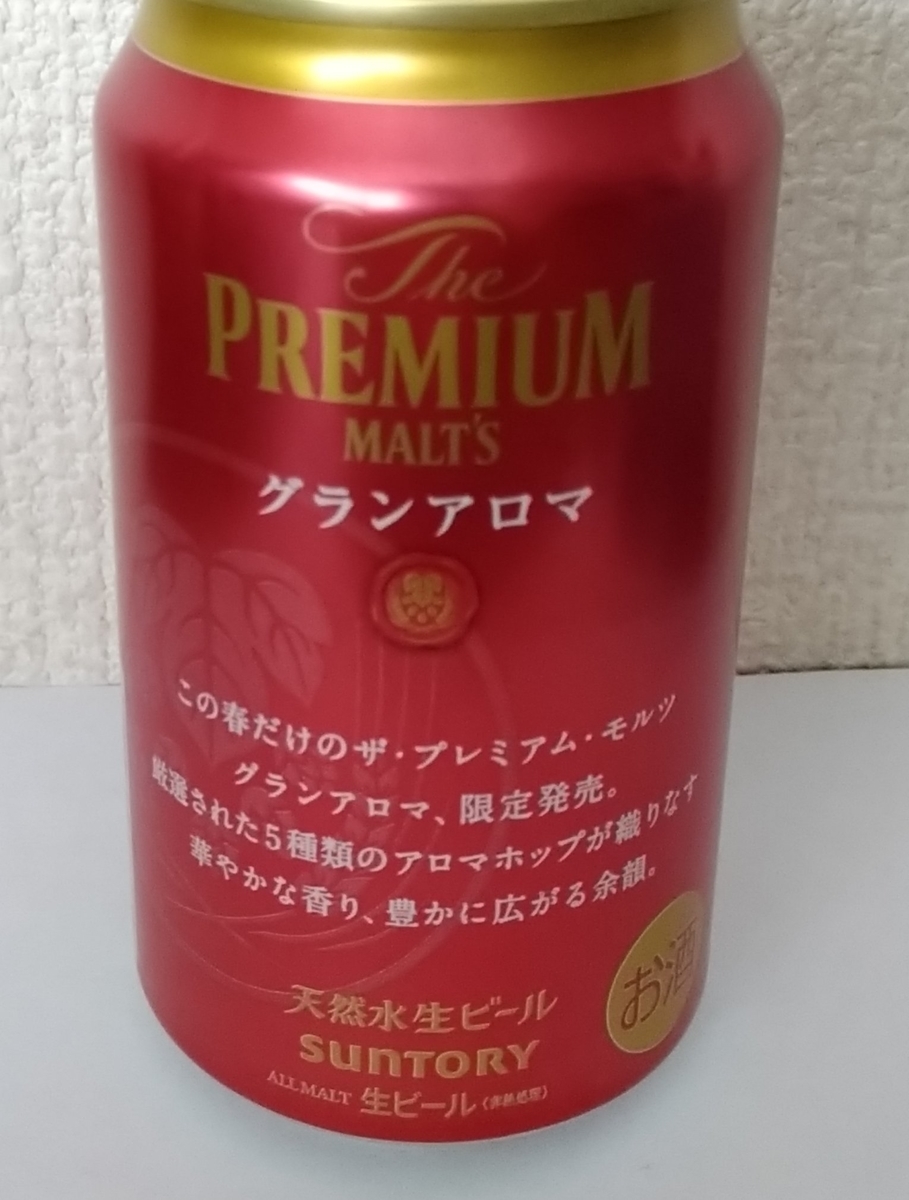 The
PREMIUM
MALT'S
グランアロマ
この春だけのザ・プレミアム・モルツ
グランアロマ、限定発売。
厳選された5種類のアロマホップが織りなす
華やかな香り、豊かに広がる余韻。
お酒
天然水生ビール
SUNTORY
ALL MALT 生ビール（非熱処理）